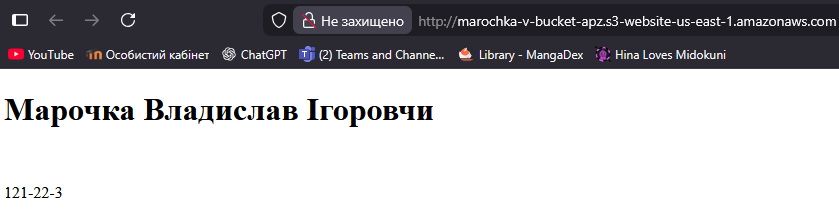 Не захищено http://marochka-v-bucket-apz.s3-website-us-east-1.amazonaws.com
YouTube Особистий кабінет ChatGPT (2) Teams and Channe... Library - MangaDex Hina Loves Midokuni
Марочка Владислав Ігоровчи
121-22-3